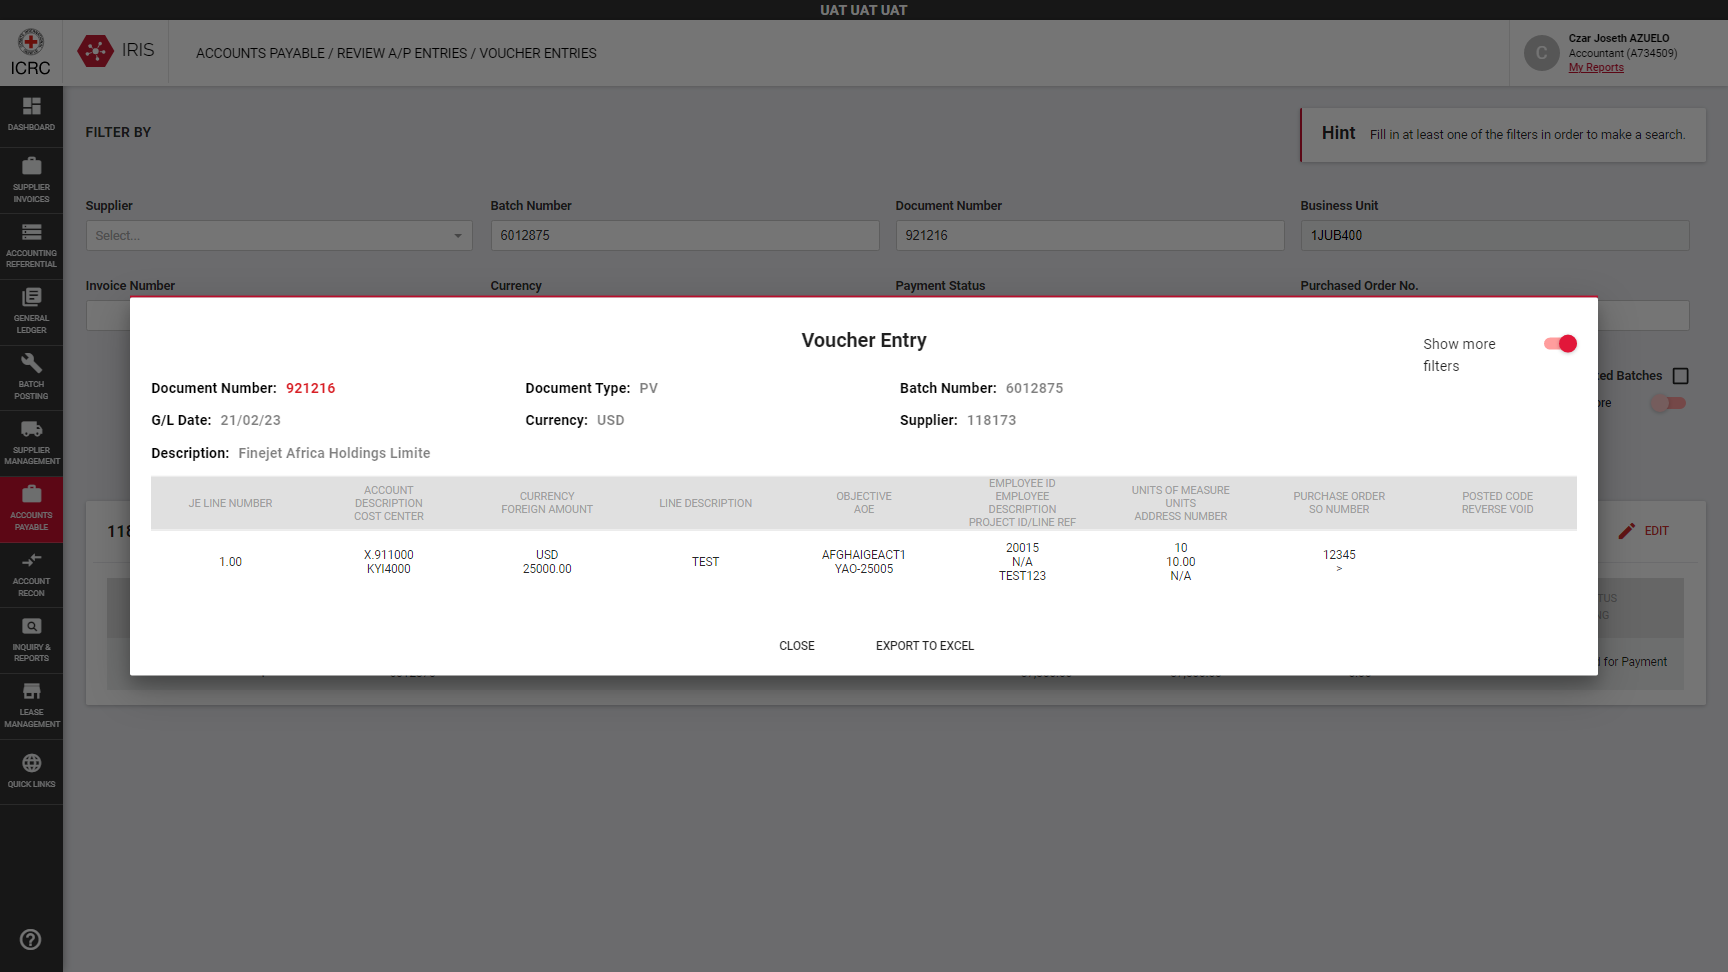 UAT UAT UAT
ICRC
IRIS
ACCOUNTS PAYABLE / REVIEW A/P ENTRIES / VOUCHER ENTRIES
C
Czar Joseth AZUELO
Accountant (A734509)
My Reports
DASHBOARD
SUPPLIER
INVOICES
ACCOUNTING
REFERENTIAL
GENERAL
LEDGER
BATCH
POSTING
SUPPLIER
MANAGEMENT
ACCOUNTS
PAYABLE
ACCOUNT
RECON
INQUIRY &
REPORTS
LEASE
MANAGEMENT
QUICK LINKS
FILTER BY
Hint Fill in at least one of the filters in order to make a search.
Supplier
Select...
Batch Number
6012875
Document Number
921216
Business Unit
1JUB400
Invoice Number
Currency
Payment Status
Purchased Order No.
Batches
118
EDIT
for Payment
Voucher Entry
Show more
filters
Document Number: 921216
Document Type: PV
Batch Number: 6012875
G/L Date: 21/02/23
Currency: USD
Supplier: 118173
Description: Finejet Africa Holdings Limite
JE LINE NUMBER
ACCOUNT
DESCRIPTION
COST CENTER
CURRENCY
FOREIGN AMOUNT
LINE DESCRIPTION
OBJECTIVE
AOE
EMPLOYEE ID
EMPLOYEE
DESCRIPTION
PROJECT ID/LINE REF
UNITS OF MEASURE
UNITS
ADDRESS NUMBER
PURCHASE ORDER
SO NUMBER
POSTED CODE
REVERSE VOID
1.00
X.911000
KYI4000
USD
25000.00
TEST
AFGHAIGEACT1
YAO-25005
20015
N/A
TEST123
10
10.00
N/A
12345
>
CLOSE
EXPORT TO EXCEL